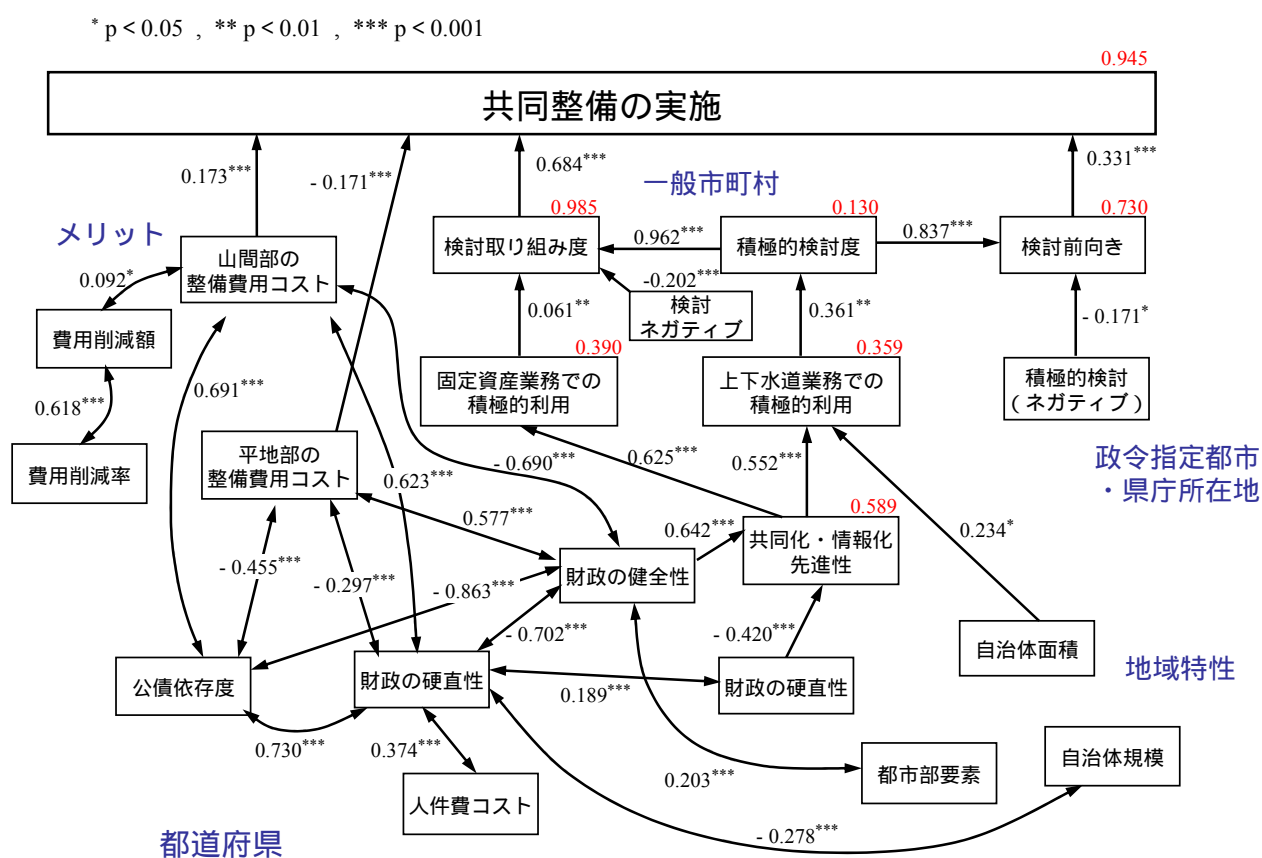 * p < 0.05 , ** p < 0.01 , *** p < 0.001
0.945
共同整備の実施
0.173***
- 0.171***
0.684***
0.331***
一般市町村
メリット
0.985
0.130
0.730
山間部の
整備費用コスト
検討取り組み度
0.962***
積極的検討度
0.837***
検討前向き
0.092*
-0.202***
検討
ネガティブ
0.061**
0.361**
- 0.171*
費用削減額
0.390
0.359
固定資産業務での
積極的利用
上下水道業務での
積極的利用
積極的検討
(ネガティブ)
0.691***
0.618***
平地部の
整備費用コスト
費用削減率
0.623***
- 0.690***
0.625***
0.552***
政令指定都市
・県庁所在地
0.577***
0.642***
0.589
共同化・情報化
先進性
0.234*
- 0.455***
- 0.297***
- 0.863***
財政の健全性
- 0.702***
- 0.420***
自治体面積
地域特性
公債依存度
財政の硬直性
0.189***
財政の硬直性
0.730***
0.374***
0.203***
都市部要素
自治体規模
人件費コスト
- 0.278***
都道府県